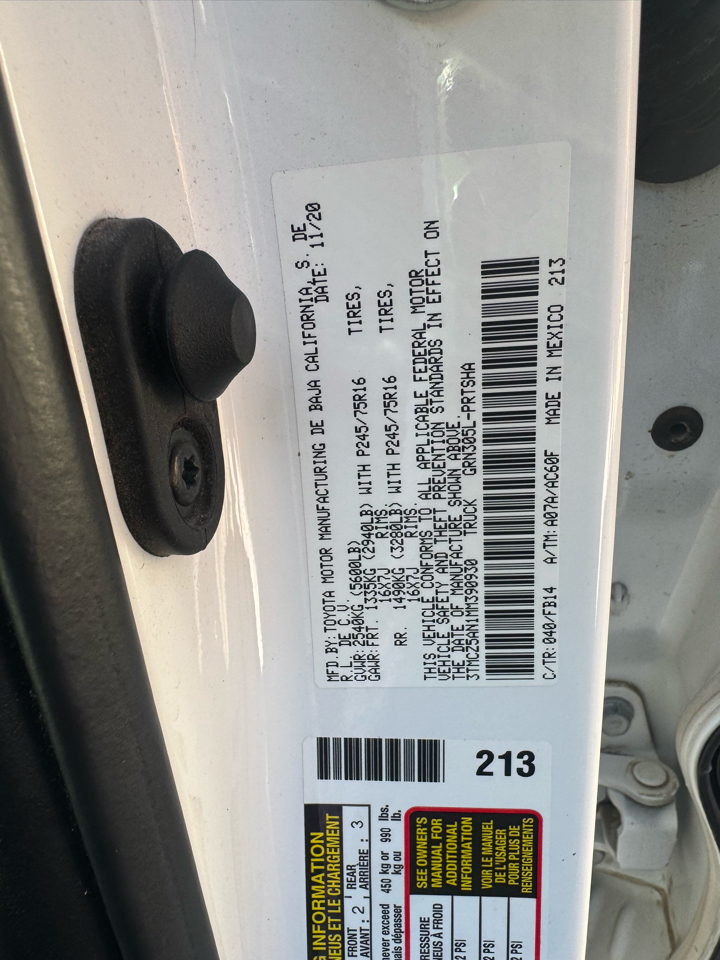 MFD.BY:TOYOTA MOTOR MANUFACTURING DE BAJA CALIFORNIA, S. DE
R.L. DE C.V. DATE: 11/20
GVWR:2540KG (5600LB)
GAWR:FRT. 1335KG (2940LB) WITH P245/75R16 TIRES,
16X7J RIMS.
RR. 1490KG (3280LB) WITH P245/75R16 TIRES,
16X7J RIMS.
THIS VEHICLE CONFORMS TO ALL APPLICABLE FEDERAL MOTOR
VEHICLE SAFETY AND THEFT PREVENTION STANDARDS IN EFFECT ON
THE DATE OF MANUFACTURE SHOWN ABOVE.
3TMCZ5AN1MM390930 TRUCK GRN305L-PRTSHA
C/TR:040/FB14 A/TM:A07A/AC60F MADE IN MEXICO 213
213
INFORMATION
ET LE CHARGEMENT
FRONT 2 REAR 3
AVANT : ARRIÈRE :
never exceed 450 kg or 990 lbs.
dépasser kg ou lb.
SEE OWNER'S
MANUAL FOR
ADDITIONAL
INFORMATION
VOIR LE MANUEL
DE L'USAGER
POUR PLUS DE
RENSEIGNEMENTS
À FROID
PSI
PSI
PSI